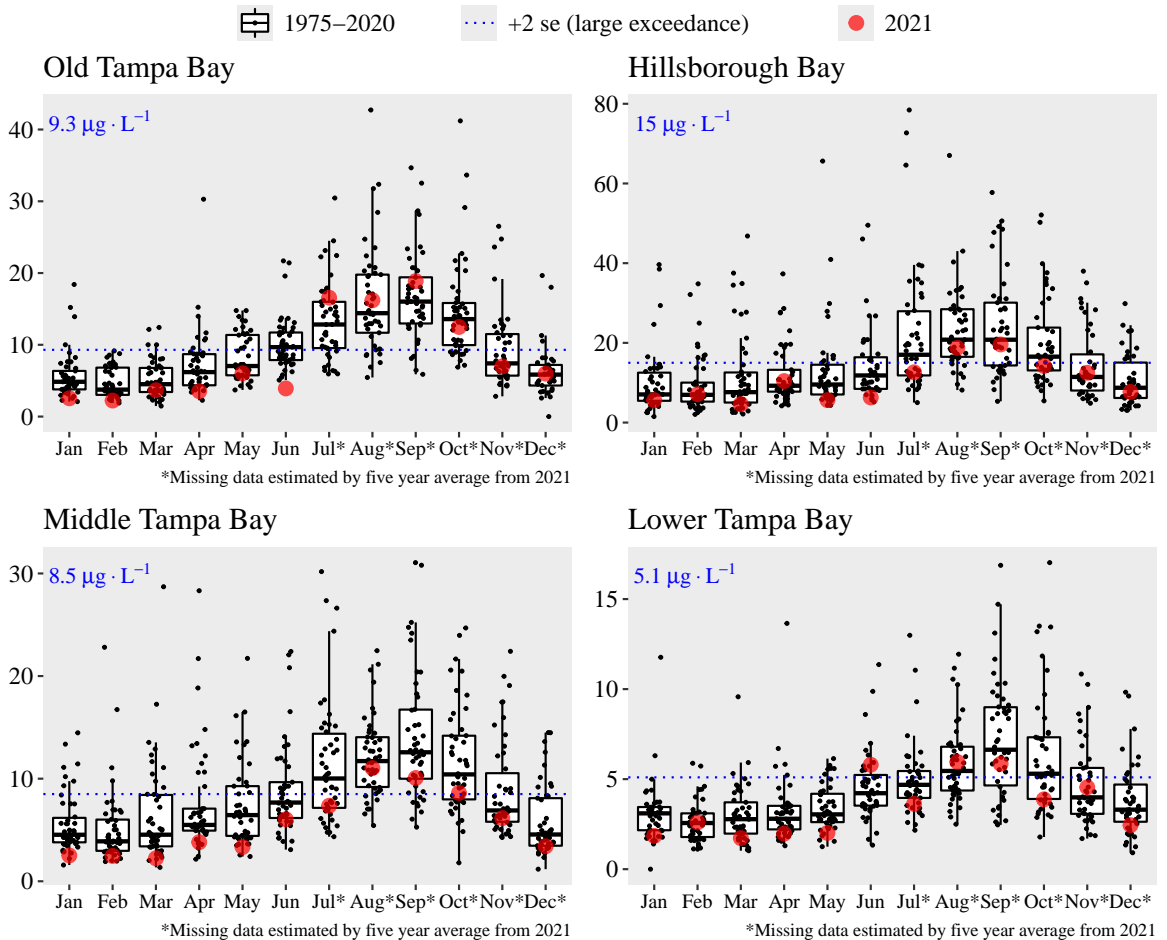 1975–2020 +2 se (large exceedance) 2021
Old Tampa Bay
9.3 μg · L⁻¹
40
30
20
10
0
Jan Feb Mar Apr May Jun Jul* Aug* Sep* Oct* Nov* Dec*
*Missing data estimated by five year average from 2021
Hillsborough Bay
15 μg · L⁻¹
80
60
40
20
0
Jan Feb Mar Apr May Jun Jul* Aug* Sep* Oct* Nov* Dec*
*Missing data estimated by five year average from 2021
Middle Tampa Bay
8.5 μg · L⁻¹
30
20
10
0
Jan Feb Mar Apr May Jun Jul* Aug* Sep* Oct* Nov* Dec*
*Missing data estimated by five year average from 2021
Lower Tampa Bay
5.1 μg · L⁻¹
15
10
5
0
Jan Feb Mar Apr May Jun Jul* Aug* Sep* Oct* Nov* Dec*
*Missing data estimated by five year average from 2021